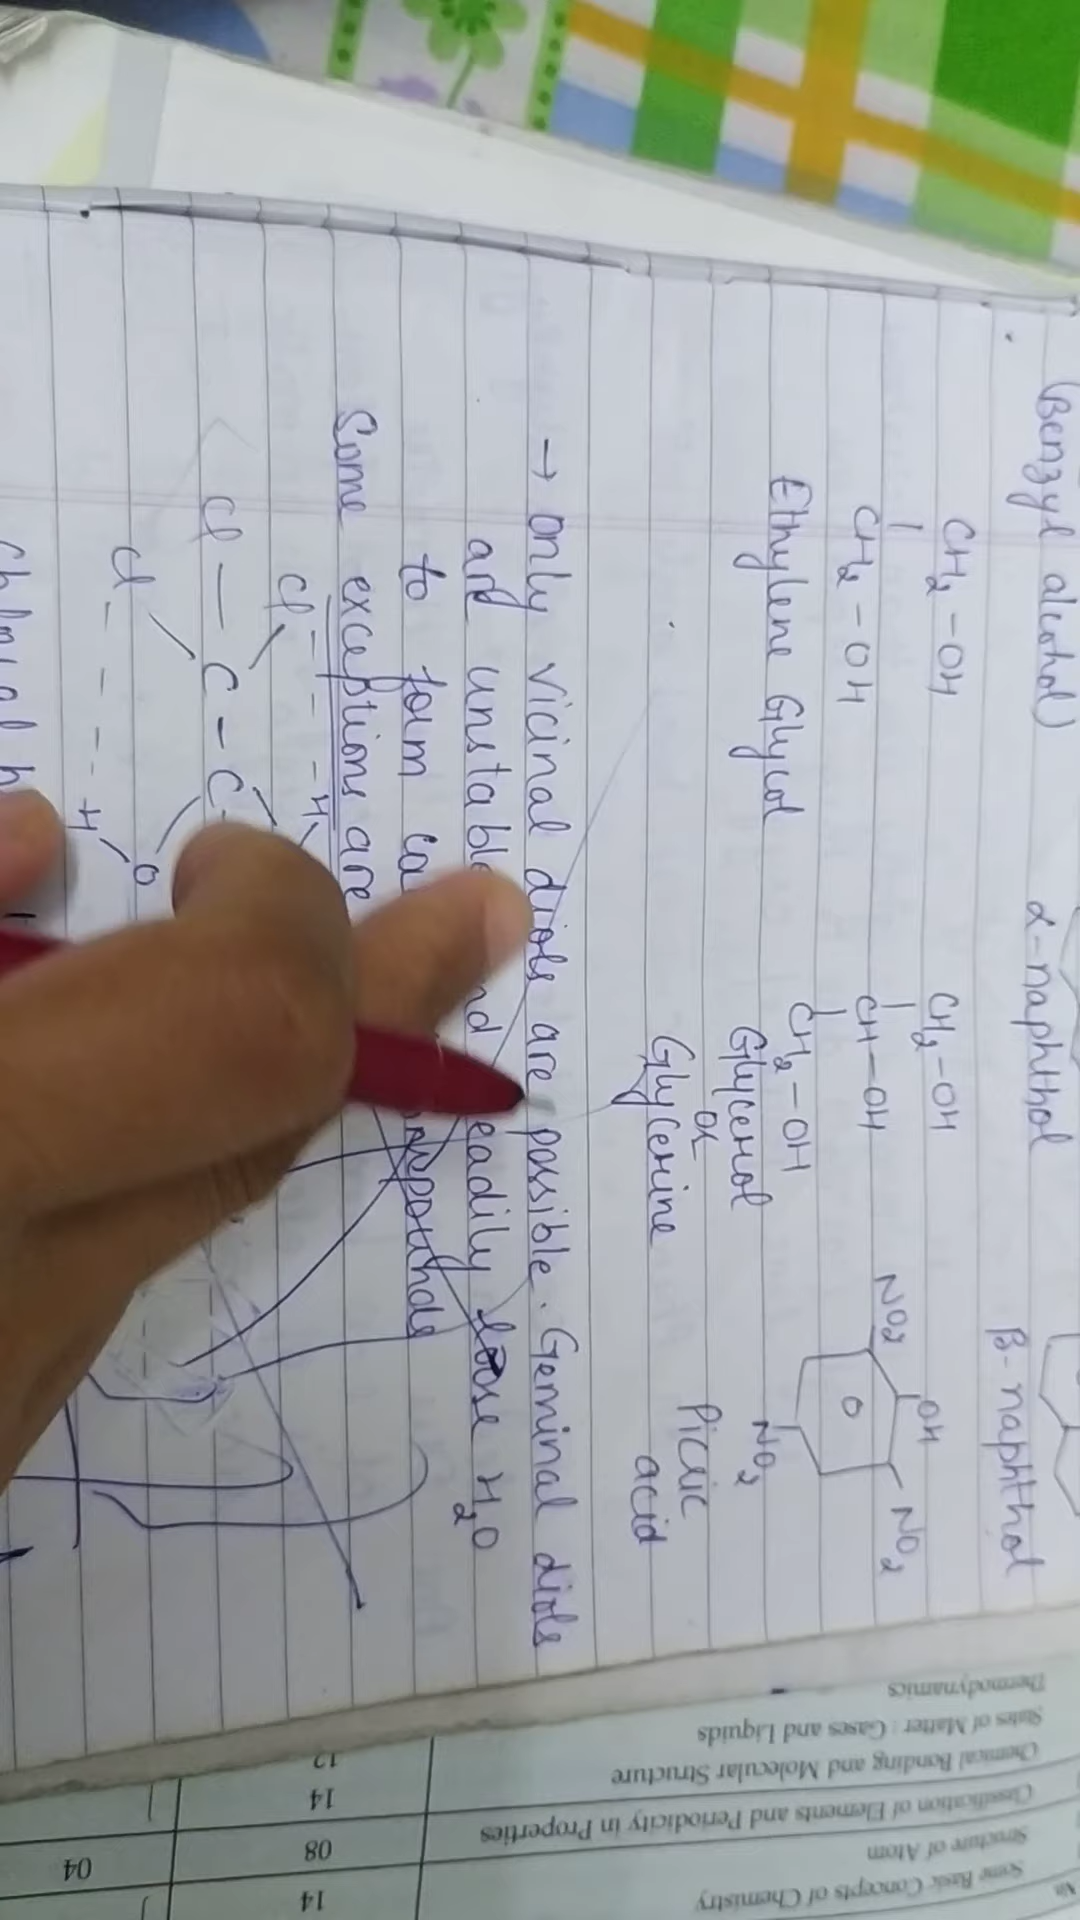 (Benzyl alcohol)
α-naphthol
β-naphthol
CH2-OH
CH2-OH
Ethylene Glycol
CH2-OH
CH-OH
CH2-OH
Glycerol
or
Glycerine
OH
NO2
NO2
NO2
Picric
acid
→ Only vicinal diols are possible. Geminal diols
are unstable and readily loose H2O
to form
Some exceptions are
Cl
H
Cl - C - C
Cl
H
O
Some Basic Concepts of Chemistry
14
Structure of Atom
08
04
Classification of Elements and Periodicity in Properties
14
Chemical Bonding and Molecular Structure
States of Matter : Gases and Liquids
Thermodynamics